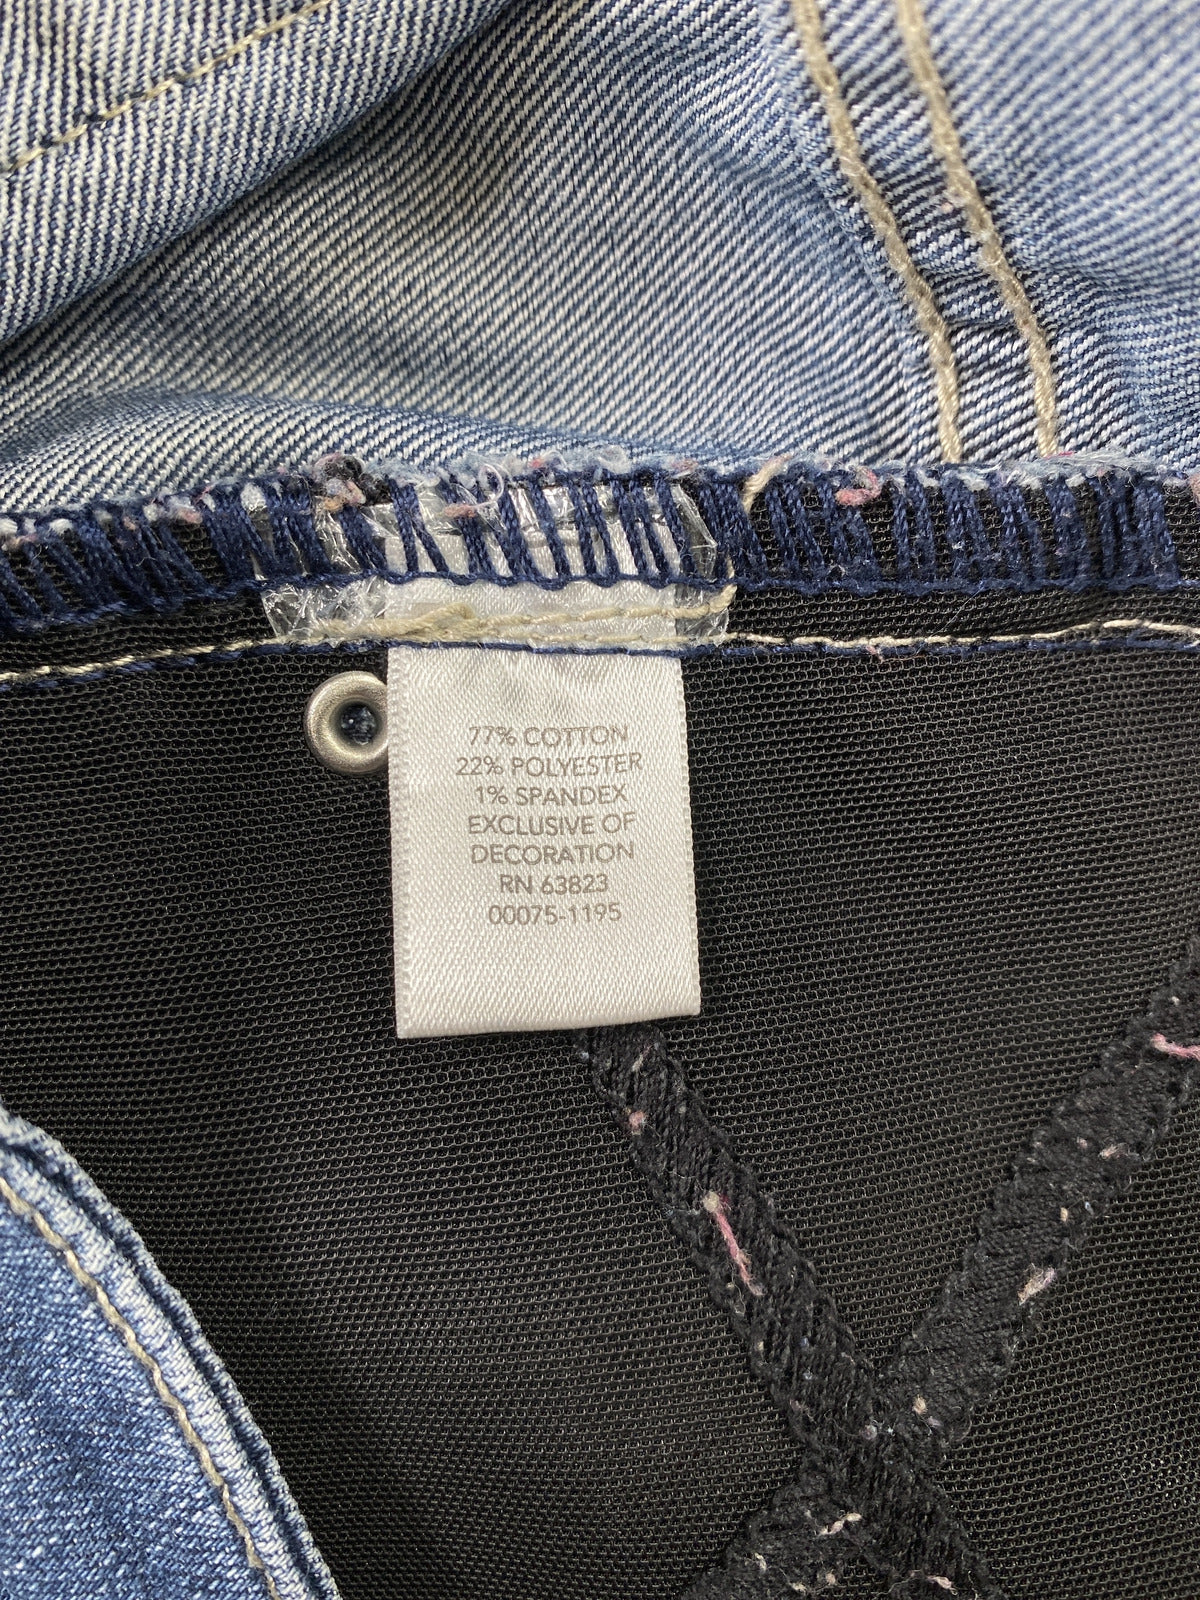 77% COTTON
22% POLYESTER
1% SPANDEX
EXCLUSIVE OF
DECORATION
RN 63823
00075-1195